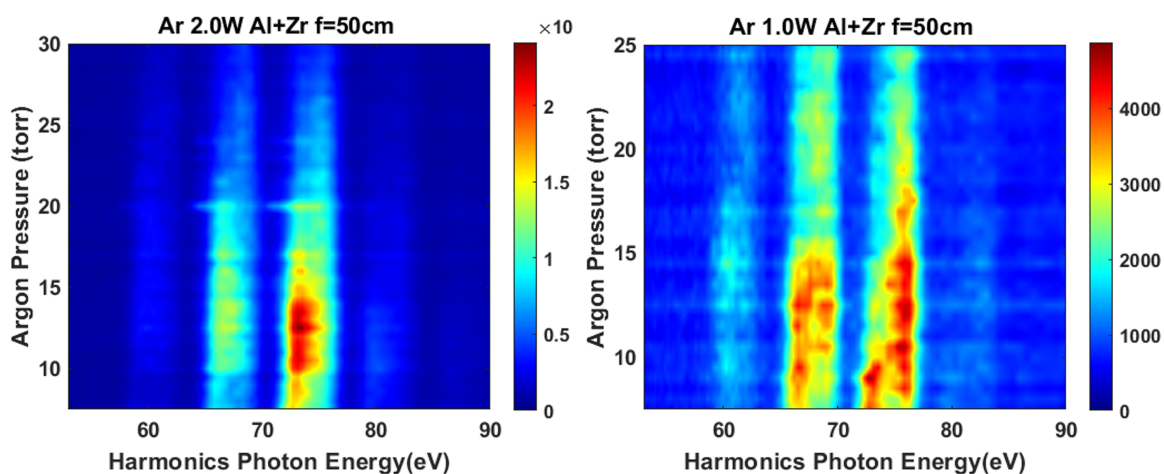 Ar 2.0W Al+Zr f=50cm
×10
30
25
20
15
10
60 70 80 90
2
1.5
1
0.5
0
Argon Pressure (torr)
Harmonics Photon Energy(eV)
Ar 1.0W Al+Zr f=50cm
25
20
15
10
60 70 80 90
4000
3000
2000
1000
0
Argon Pressure (torr)
Harmonics Photon Energy(eV)